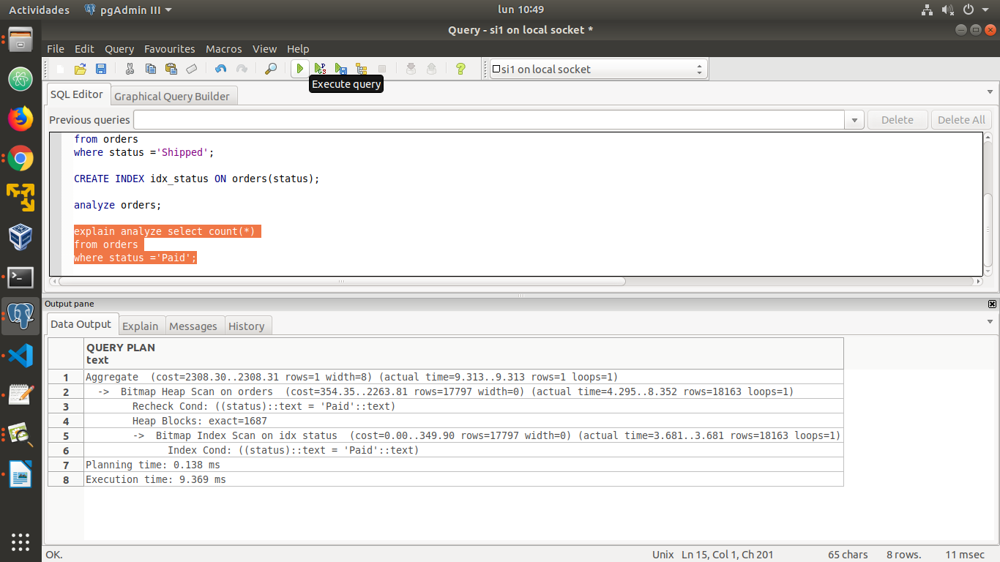 Actividades pgAdmin III lun 10:49
Query - si1 on local socket *
File Edit Query Favourites Macros View Help
si1 on local socket
Execute query
SQL Editor Graphical Query Builder
Previous queries Delete Delete All
from orders
where status ='Shipped';
CREATE INDEX idx_status ON orders(status);
analyze orders;
explain analyze select count(*)
from orders
where status ='Paid';
Output pane
Data Output Explain Messages History
QUERY PLAN
text
1 Aggregate (cost=2308.30..2308.31 rows=1 width=8) (actual time=9.313..9.313 rows=1 loops=1)
2 -> Bitmap Heap Scan on orders (cost=354.35..2263.81 rows=17797 width=0) (actual time=4.295..8.352 rows=18163 loops=1)
3 Recheck Cond: ((status)::text = 'Paid'::text)
4 Heap Blocks: exact=1687
5 -> Bitmap Index Scan on idx status (cost=0.00..349.90 rows=17797 width=0) (actual time=3.681..3.681 rows=18163 loops=1)
6 Index Cond: ((status)::text = 'Paid'::text)
7 Planning time: 0.138 ms
8 Execution time: 9.369 ms
OK. Unix Ln 15, Col 1, Ch 201 65 chars 8 rows. 11 msec